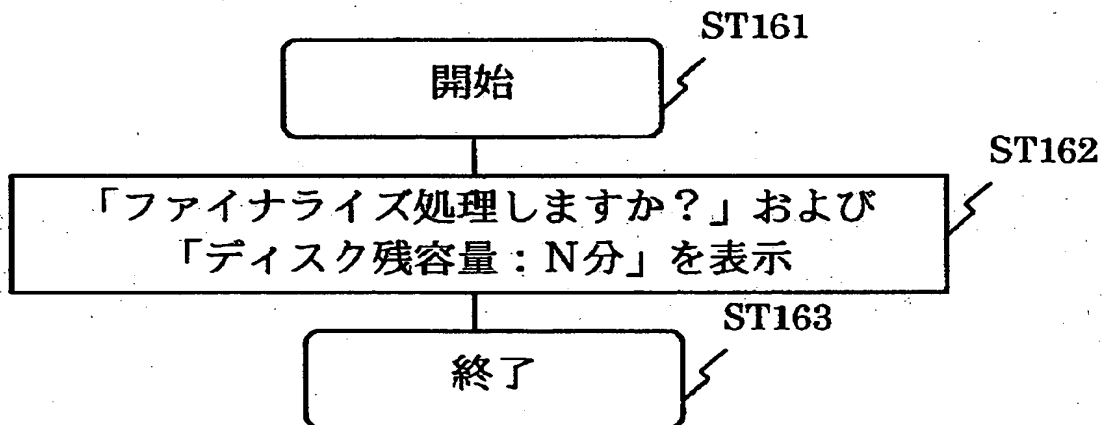 ST161
開始
ST162
「ファイナライズ処理しますか？」および
「ディスク残容量：N分」を表示
ST163
終了